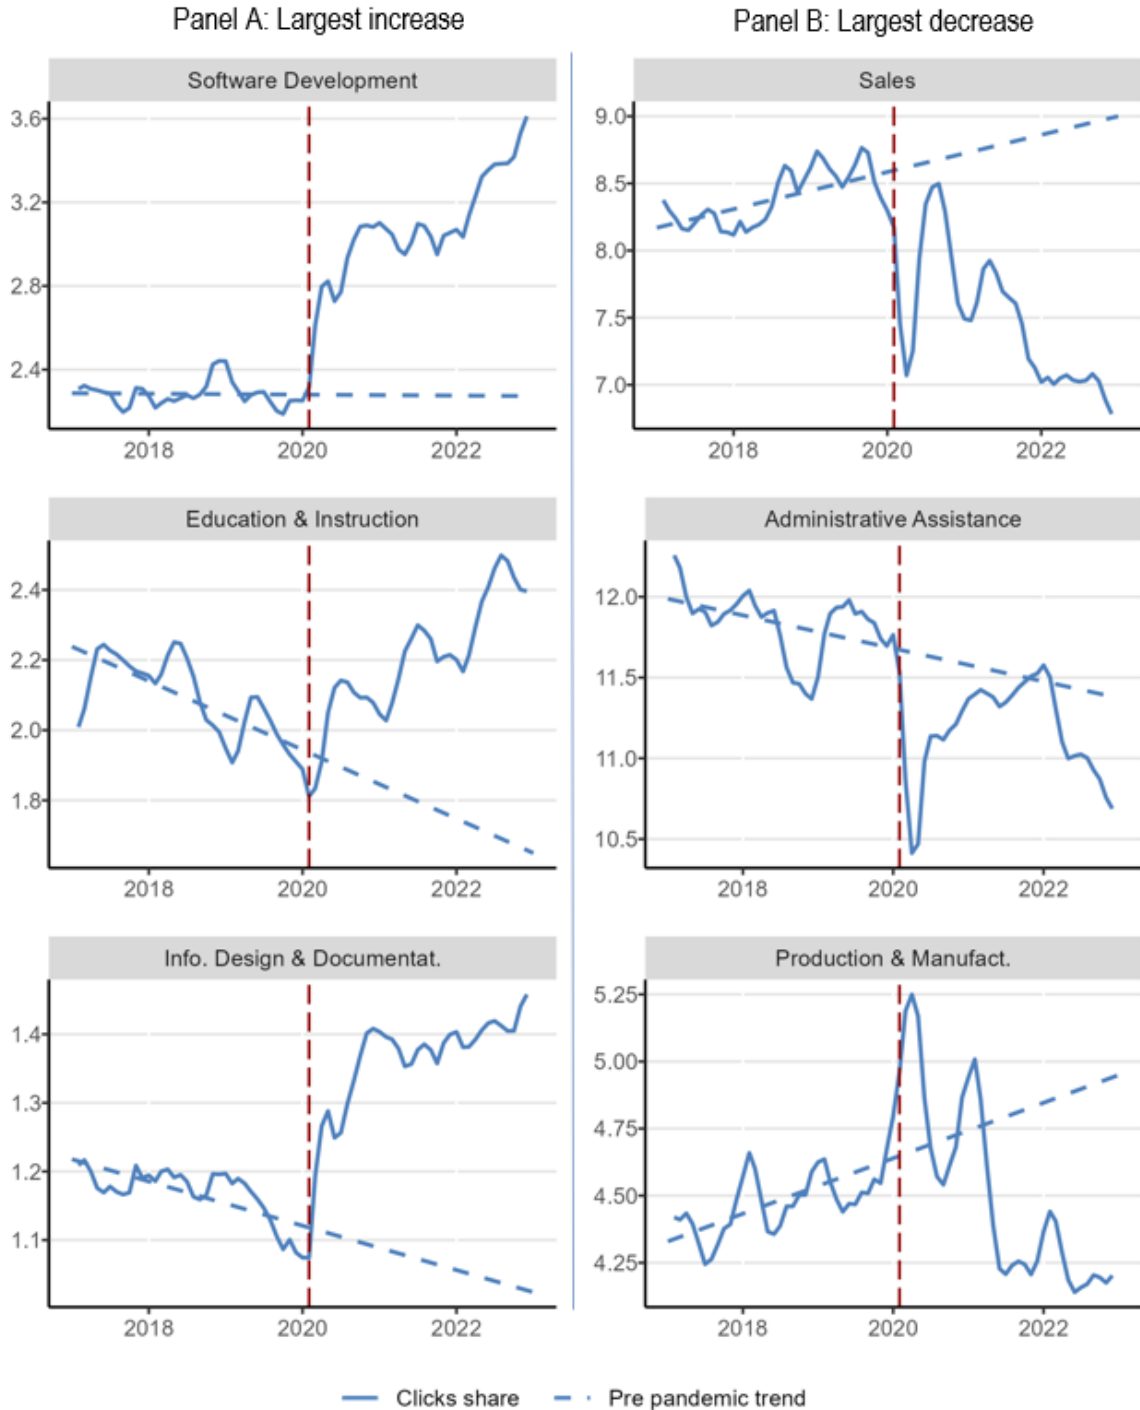 Panel A: Largest increase
Software Development
3.6
3.2
2.8
2.4
2018 2020 2022
Education & Instruction
2.4
2.2
2.0
1.8
2018 2020 2022
Info. Design & Documentat.
1.4
1.3
1.2
1.1
2018 2020 2022
Panel B: Largest decrease
Sales
9.0
8.5
8.0
7.5
7.0
2018 2020 2022
Administrative Assistance
12.0
11.5
11.0
10.5
2018 2020 2022
Production & Manufact.
5.25
5.00
4.75
4.50
4.25
2018 2020 2022
Clicks share Pre pandemic trend